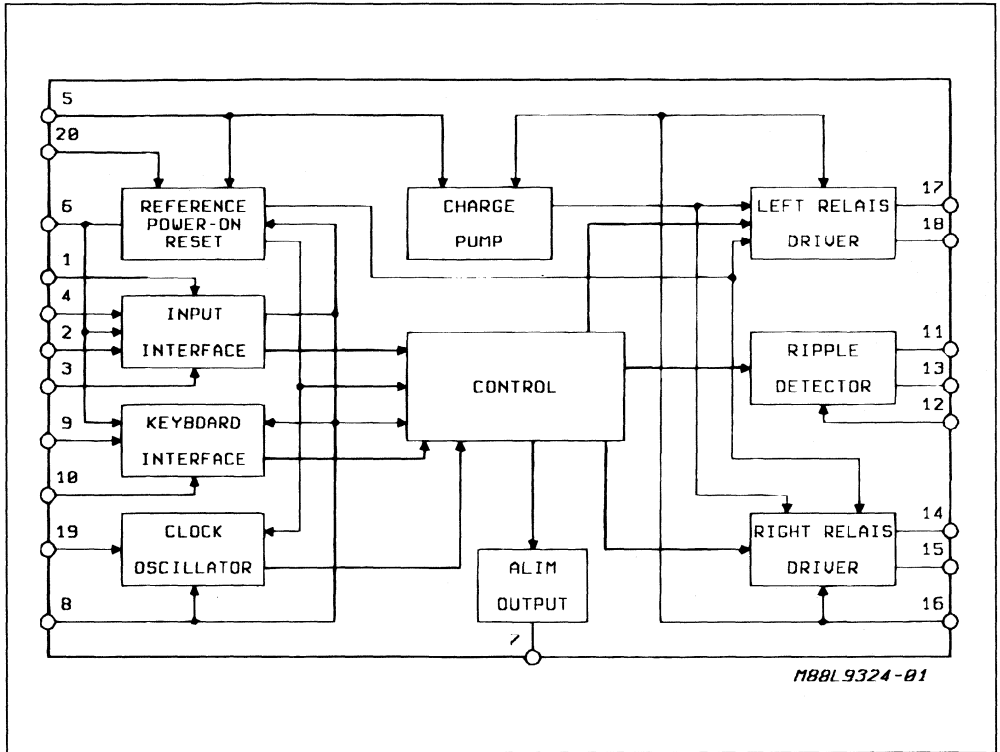 5
20
6
1
4
2
3
9
10
19
8
REFERENCE
POWER-ON
RESET
INPUT
INTERFACE
KEYBOARD
INTERFACE
CLOCK
OSCILLATOR
CHARGE
PUMP
CONTROL
ALIM
OUTPUT
7
LEFT RELAIS
DRIVER
RIPPLE
DETECTOR
RIGHT RELAIS
DRIVER
17
18
11
13
12
14
15
16
M88L9324-01